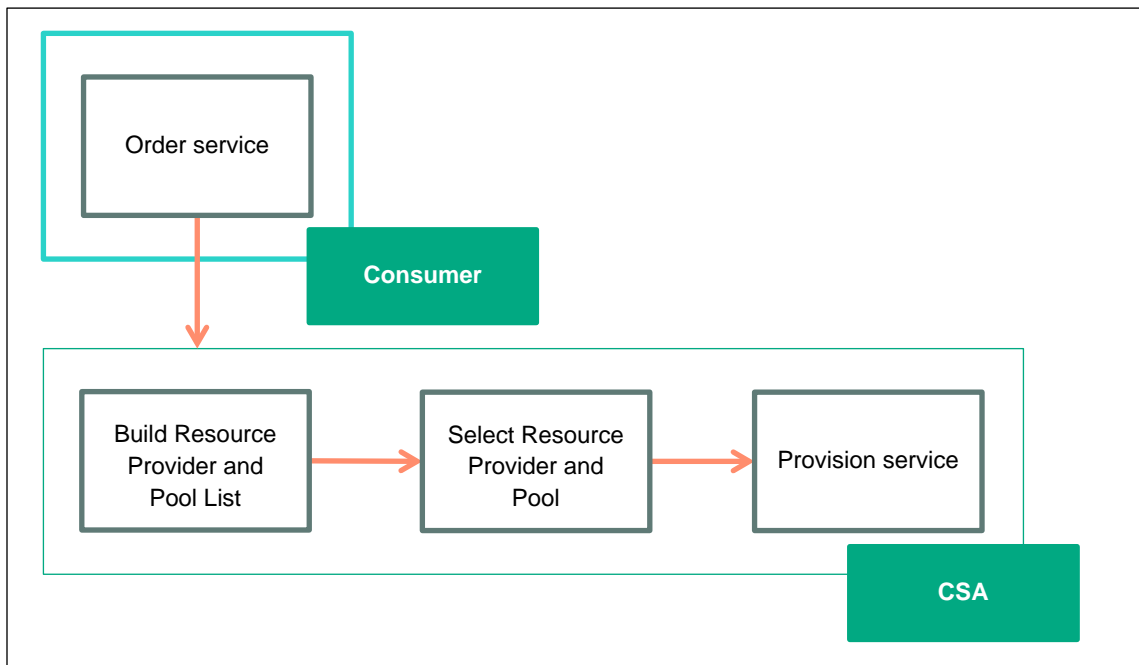 Order service
Consumer
Build Resource
Provider and
Pool List
Select Resource
Provider and
Pool
Provision service
CSA